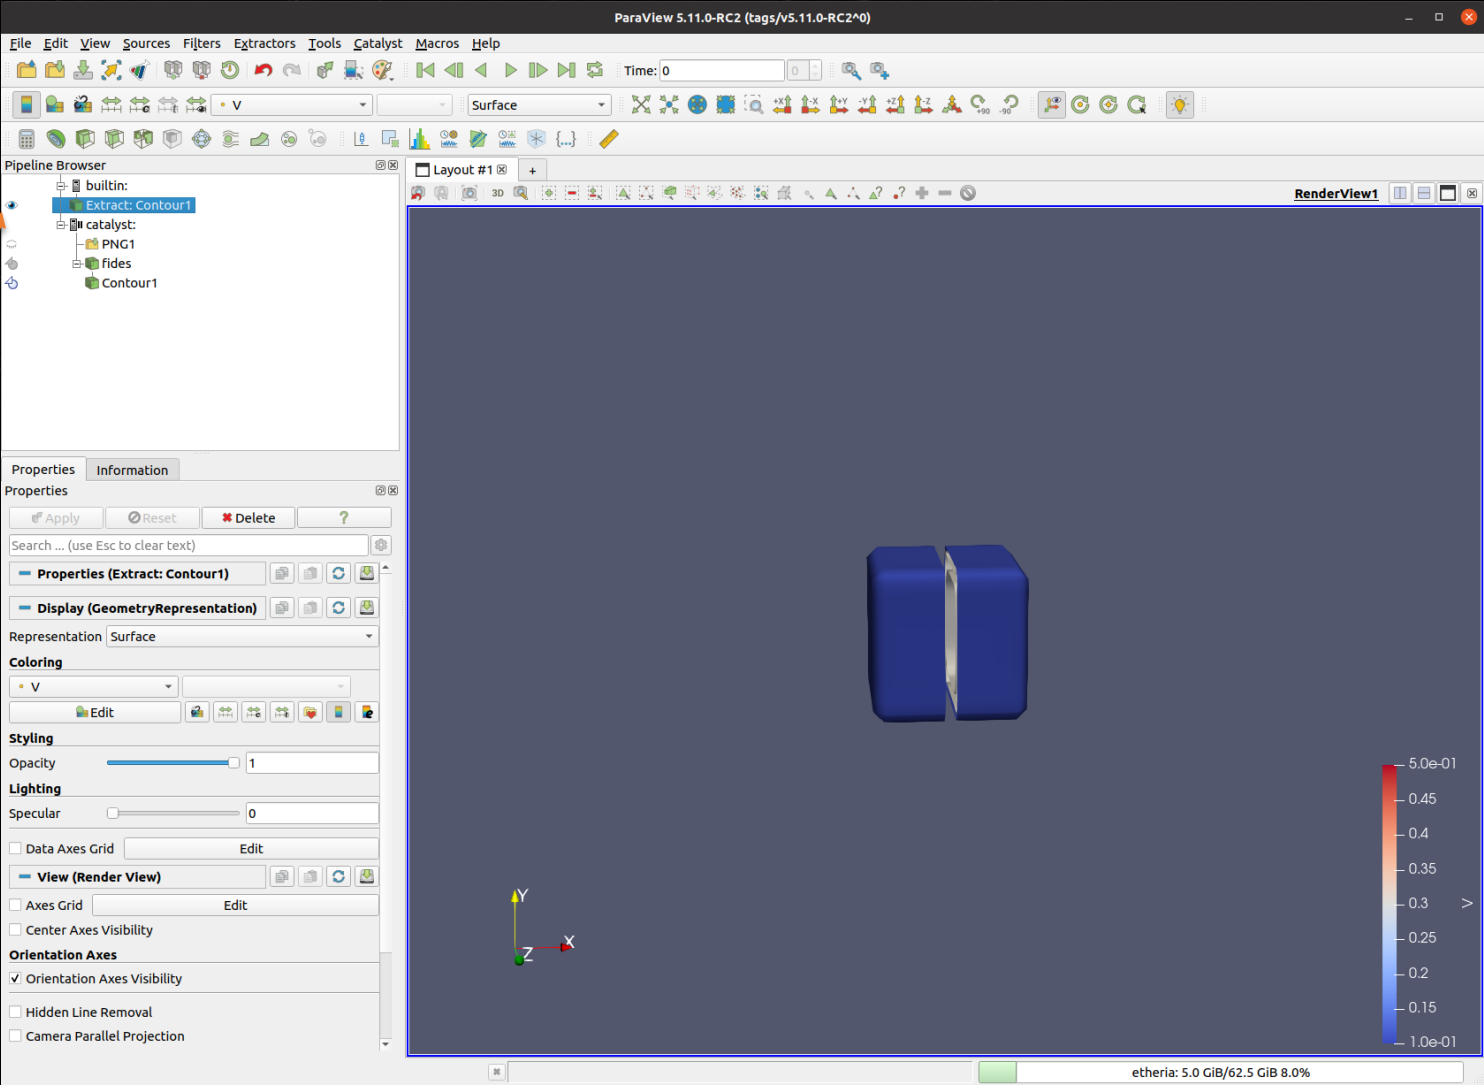 ParaView 5.11.0-RC2 (tags/v5.11.0-RC2^0)
File Edit View Sources Filters Extractors Tools Catalyst Macros Help
Time: 0 0
V Surface
+X -X +Y -Y +Z -Z +90 -90
Pipeline Browser
Layout #1 +
builtin:
3D
RenderView1
Extract: Contour1
catalyst:
PNG1
fides
Contour1
Properties Information
Properties
Apply Reset Delete ?
Search ... (use Esc to clear text)
Properties (Extract: Contour1)
Display (GeometryRepresentation)
Representation Surface
Coloring
V
Edit
Styling
Opacity 1
Lighting
Specular 0
Data Axes Grid Edit
View (Render View)
Axes Grid Edit
Center Axes Visibility
Orientation Axes
Orientation Axes Visibility
Hidden Line Removal
Camera Parallel Projection
Y
X
Z
5.0e-01
0.45
0.4
0.35
0.3
V
0.25
0.2
0.15
1.0e-01
etheria: 5.0 GiB/62.5 GiB 8.0%